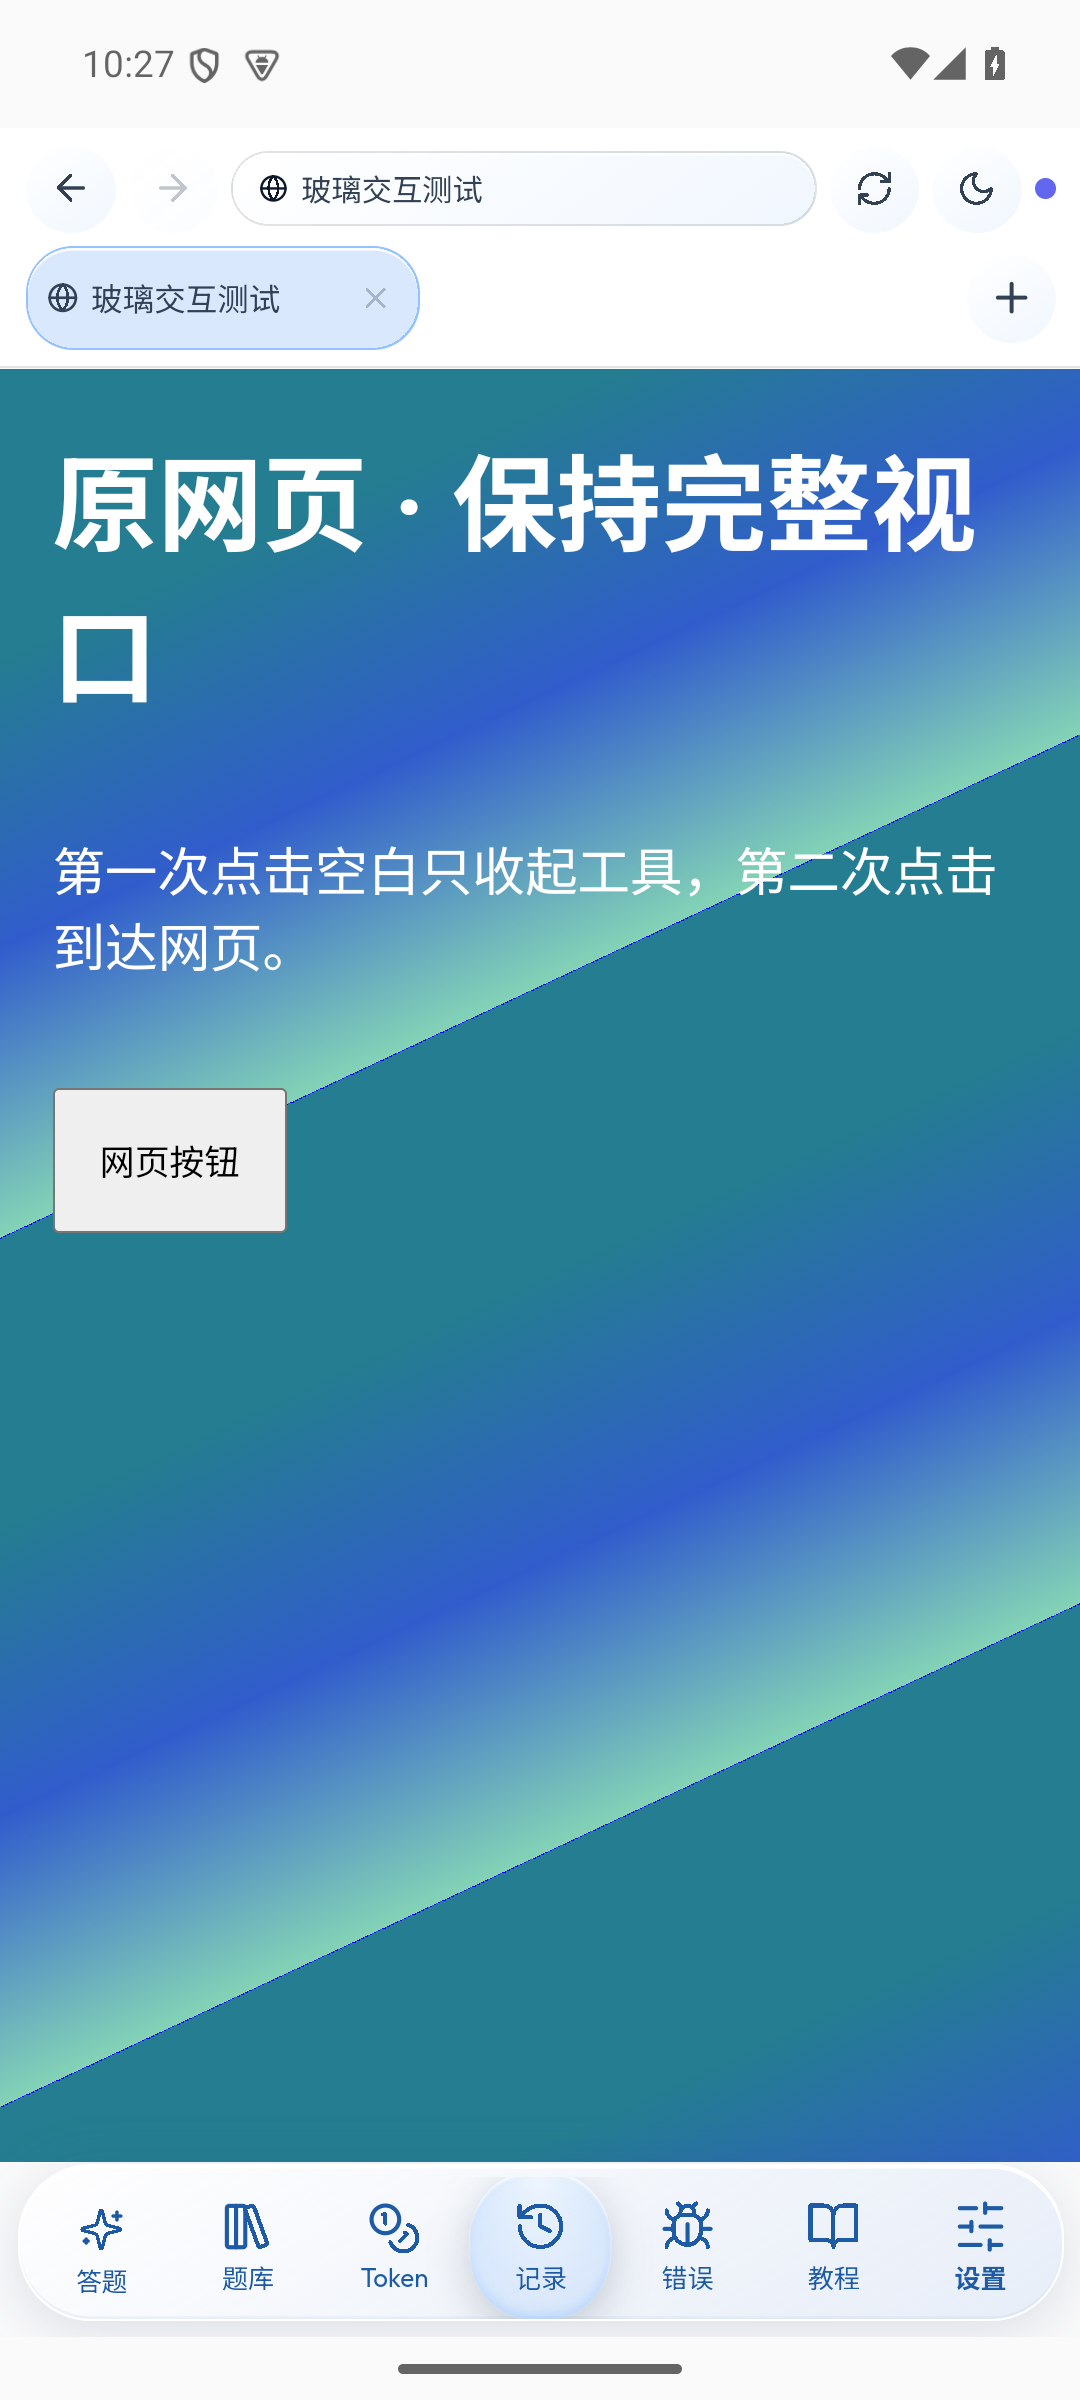 10:27
玻璃交互测试
玻璃交互测试
原网页 · 保持完整视
口
第一次点击空白只收起工具，第二次点击
到达网页。
网页按钮
答题 题库 Token 记录 错误 教程 设置